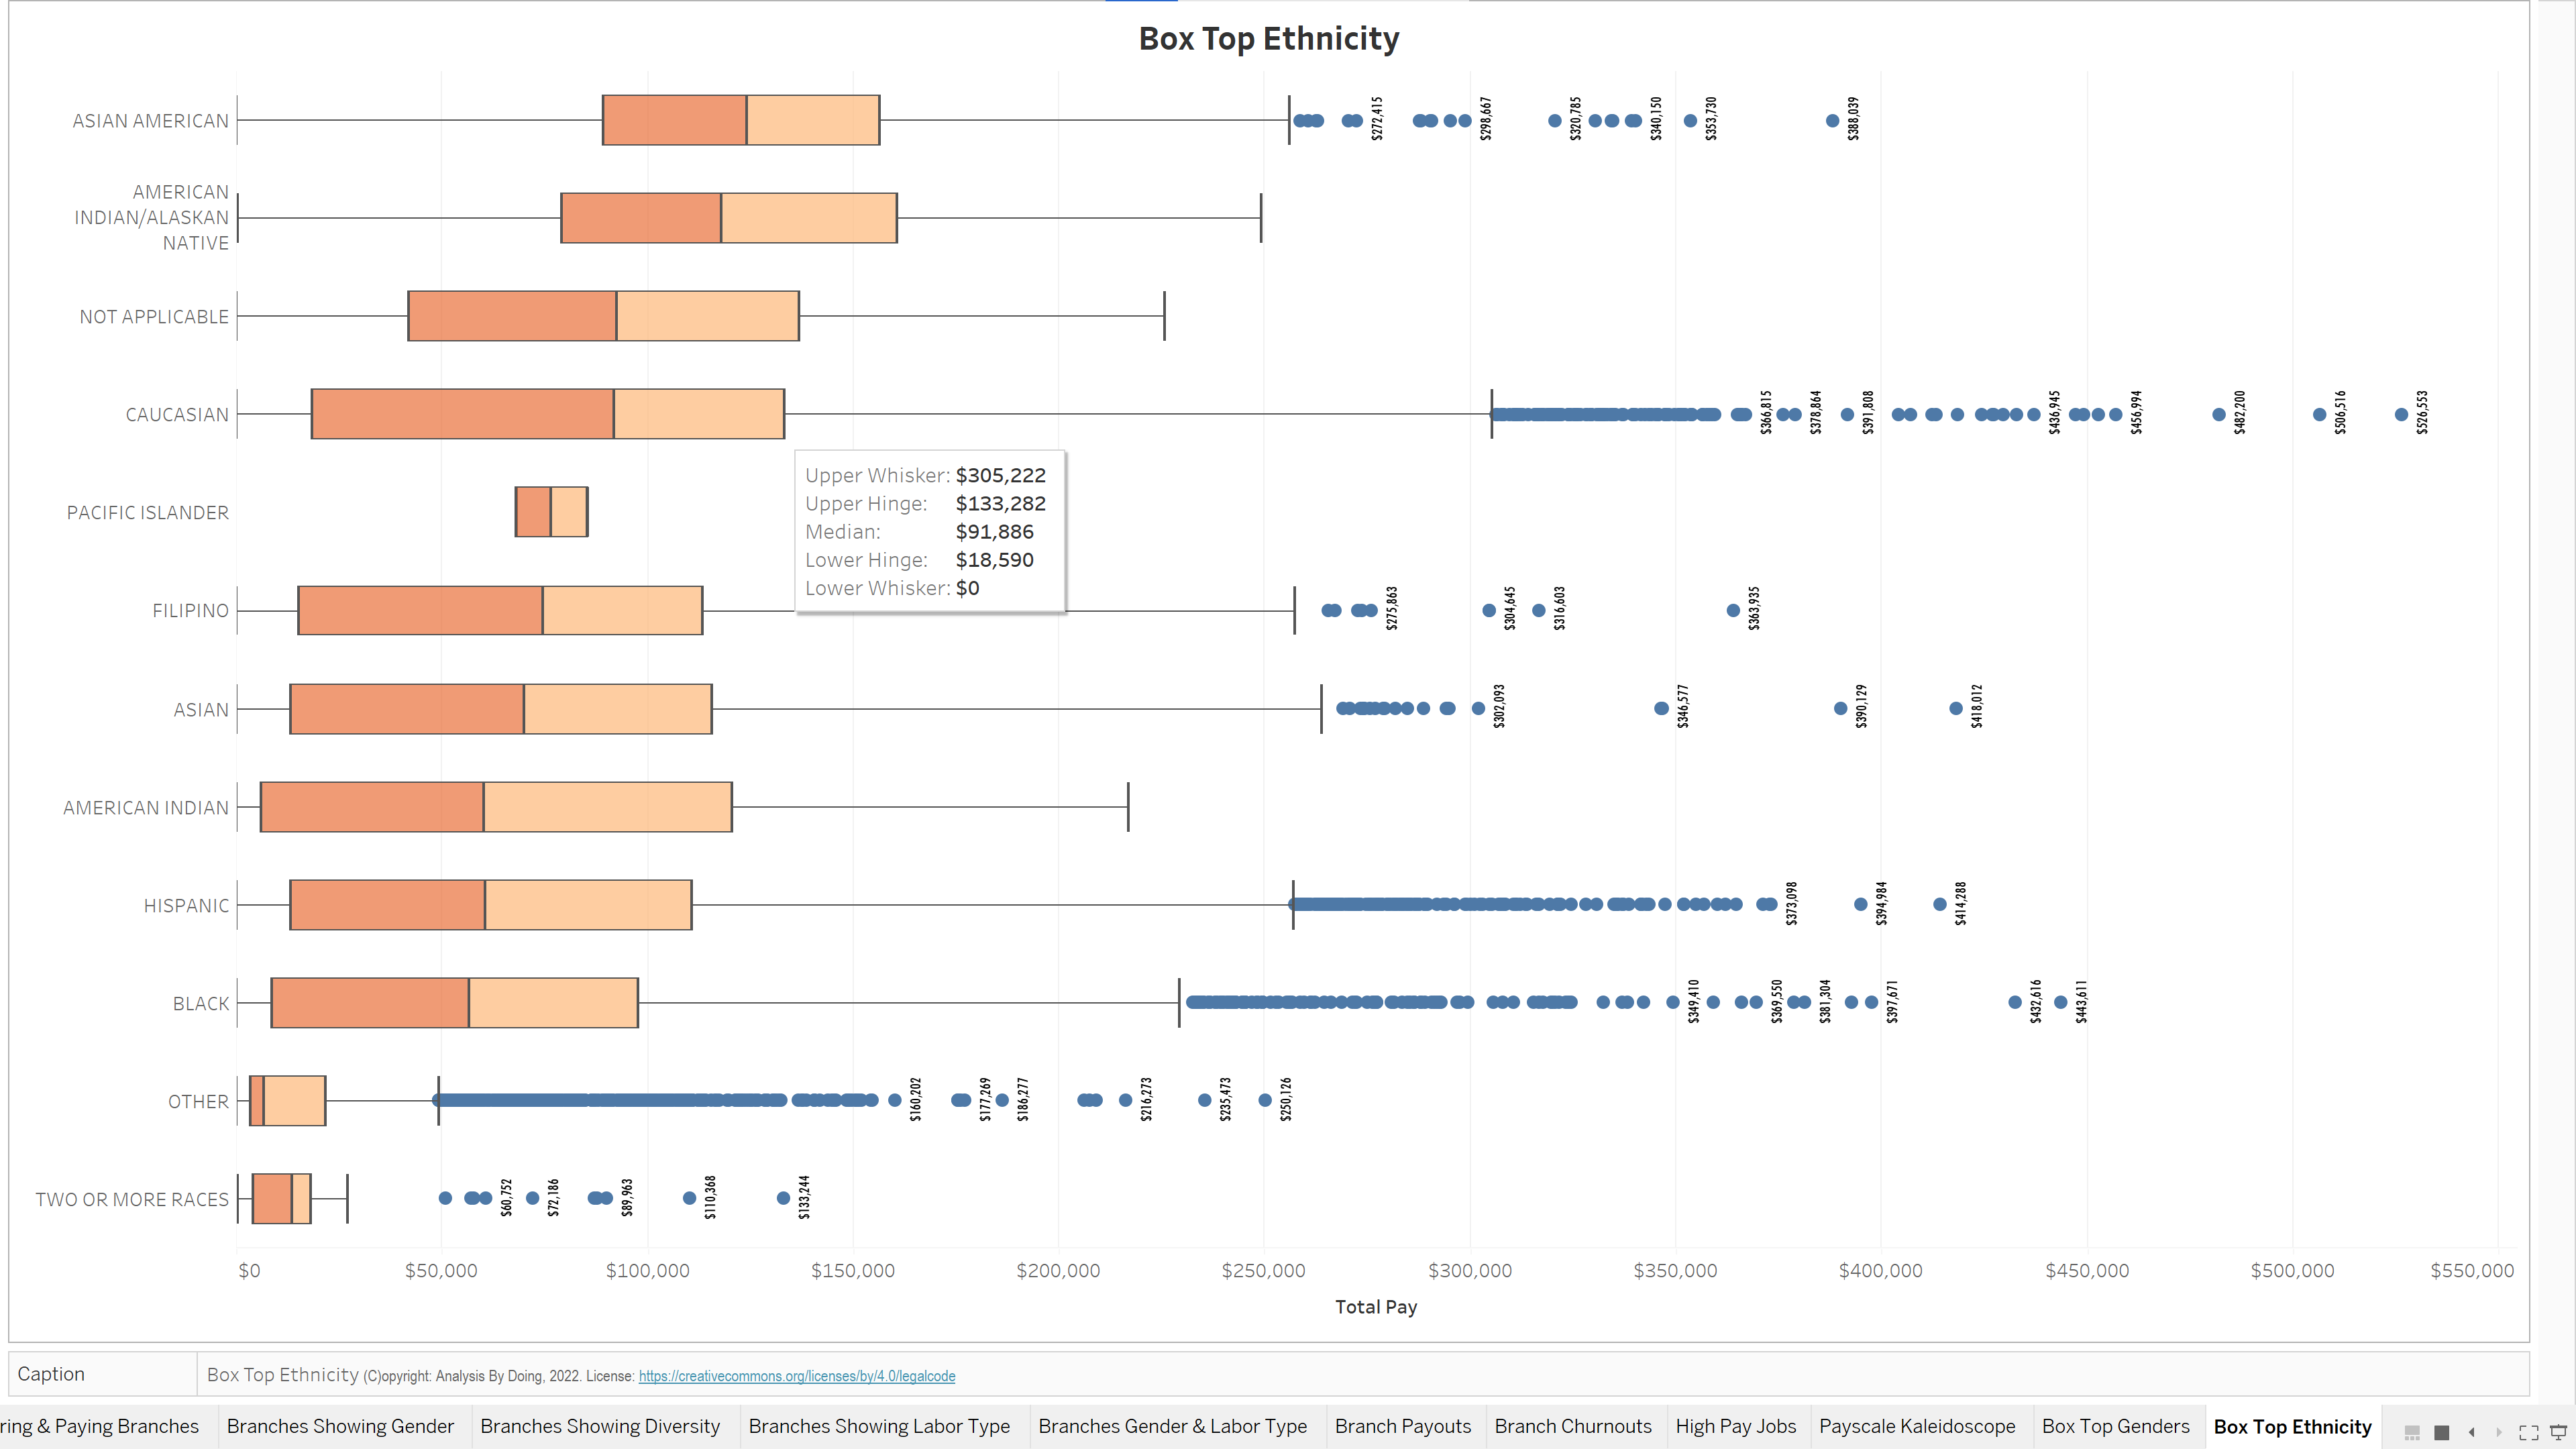 Box Top Ethnicity
ASIAN AMERICAN
$272,415 $298,667 $320,785 $340,150 $353,730 $388,039
AMERICAN
INDIAN/ALASKAN
NATIVE
NOT APPLICABLE
CAUCASIAN
$366,815 $378,864 $391,808 $436,945 $456,994 $482,200 $506,516 $526,553
Upper Whisker: $305,222
Upper Hinge: $133,282
Median: $91,886
Lower Hinge: $18,590
Lower Whisker: $0
PACIFIC ISLANDER
FILIPINO
$275,863 $304,645 $316,603 $363,935
ASIAN
$302,093 $346,577 $390,129 $418,012
AMERICAN INDIAN
HISPANIC
$373,098 $394,984 $414,288
BLACK
$349,410 $369,550 $381,304 $397,671 $432,616 $443,611
OTHER
$160,202 $177,269 $186,277 $216,273 $235,473 $250,126
TWO OR MORE RACES
$60,752 $72,186 $89,963 $110,368 $133,244
$0 $50,000 $100,000 $150,000 $200,000 $250,000 $300,000 $350,000 $400,000 $450,000 $500,000 $550,000
Total Pay
Caption
Box Top Ethnicity (C)opyright: Analysis By Doing, 2022. License: https://creativecommons.org/licenses/by/4.0/legalcode
ring & Paying Branches Branches Showing Gender Branches Showing Diversity Branches Showing Labor Type Branches Gender & Labor Type Branch Payouts Branch Churnouts High Pay Jobs Payscale Kaleidoscope Box Top Genders Box Top Ethnicity